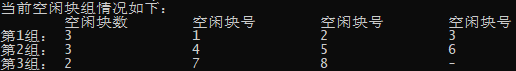 当前空闲块组情况如下：
空闲块数 空闲块号 空闲块号 空闲块号
第1组： 3 1 2 3
第2组： 3 4 5 6
第3组： 2 7 8 -